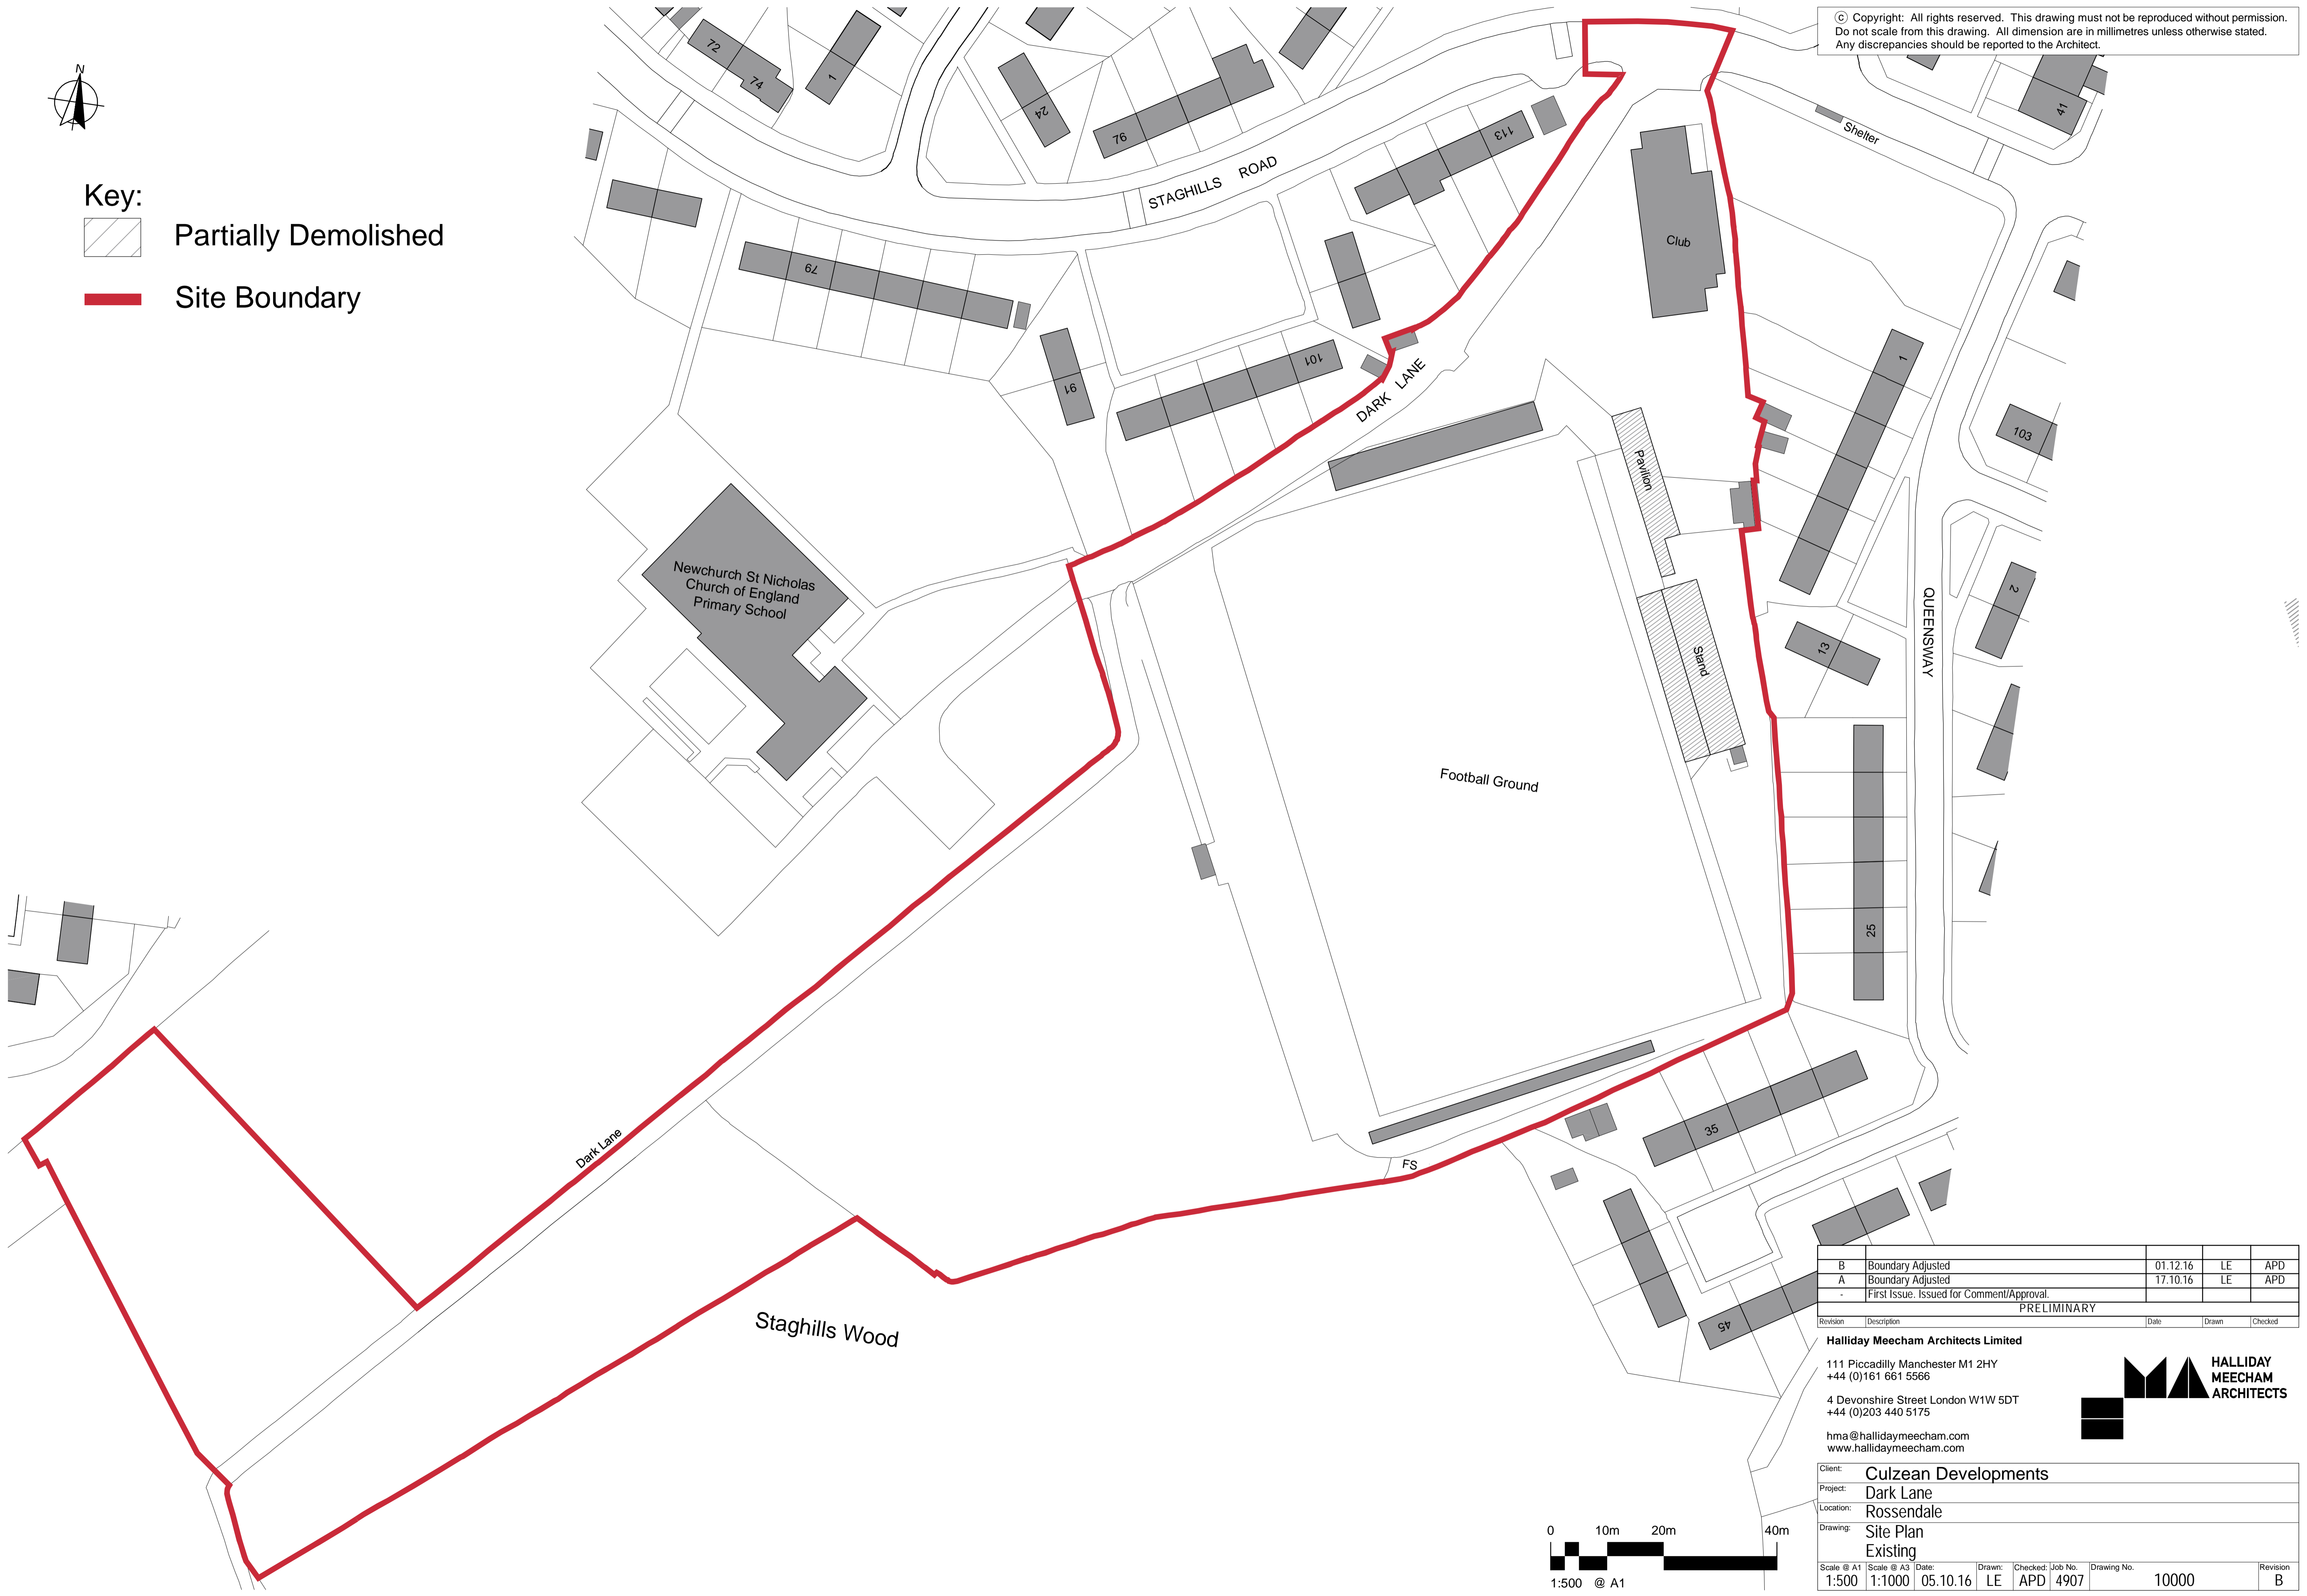 © Copyright: All rights reserved. This drawing must not be reproduced without permission.
Do not scale from this drawing. All dimension are in millimetres unless otherwise stated.
Any discrepancies should be reported to the Architect.
N
Key:
Partially Demolished
Site Boundary
72
74
1
24
97
113
41
Shelter
STAGHILLS ROAD
Club
79
91
101
DARK LANE
1
103
Pavilion
Newchurch St Nicholas
Church of England
Primary School
2
QUEENSWAY
13
Stand
Football Ground
25
35
Dark Lane
FS
Staghills Wood
45
B Boundary Adjusted 01.12.16 LE APD
A Boundary Adjusted 17.10.16 LE APD
- First Issue. Issued for Comment/Approval.
PRELIMINARY
Revision Description Date Drawn Checked
Halliday Meecham Architects Limited
111 Piccadilly Manchester M1 2HY
+44 (0)161 661 5566
4 Devonshire Street London W1W 5DT
+44 (0)203 440 5175
hma@hallidaymeecham.com
www.hallidaymeecham.com
HALLIDAY
MEECHAM
ARCHITECTS
Client: Culzean Developments
Project: Dark Lane
Location: Rossendale
Drawing: Site Plan
Existing
Scale @ A1 Scale @ A3 Date: Drawn: Checked: Job No. Drawing No. Revision
1:500 1:1000 05.10.16 LE APD 4907 10000 B
0 10m 20m 40m
1:500 @ A1